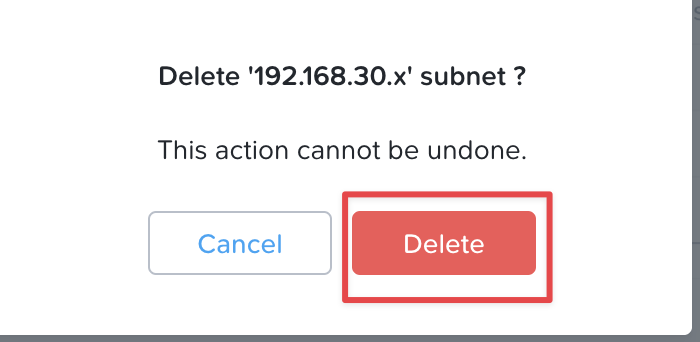 Delete '192.168.30.x' subnet ?
This action cannot be undone.
Cancel
Delete